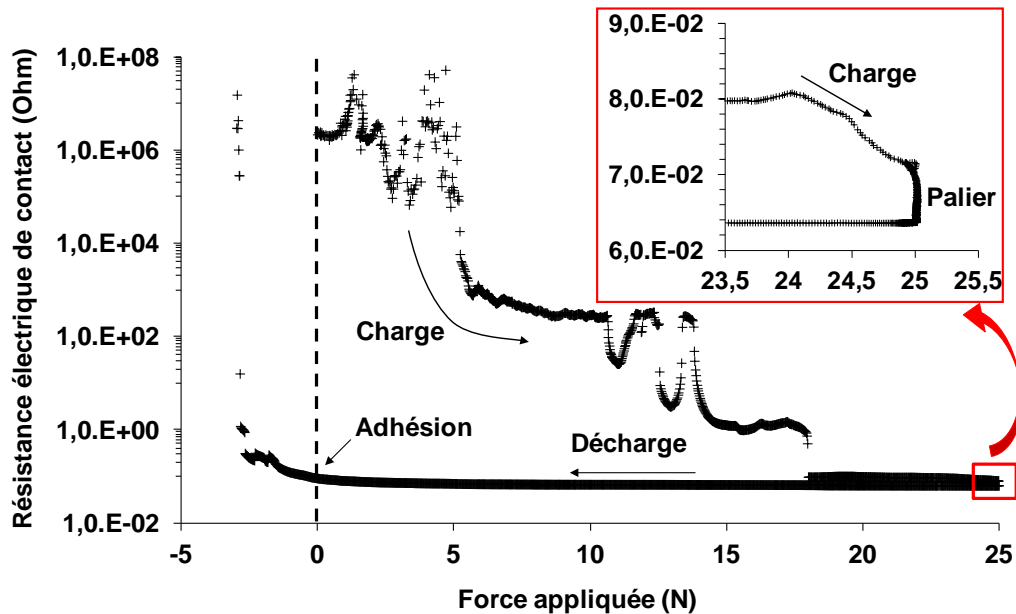 Résistance électrique de contact (Ohm)
1,0.E+08
1,0.E+06
1,0.E+04
1,0.E+02
1,0.E+00
1,0.E-02
-5
0
5
10
15
20
25
Force appliquée (N)
Charge
Adhésion
Décharge
9,0.E-02
8,0.E-02
7,0.E-02
6,0.E-02
23,5
24
24,5
25
25,5
Charge
Palier